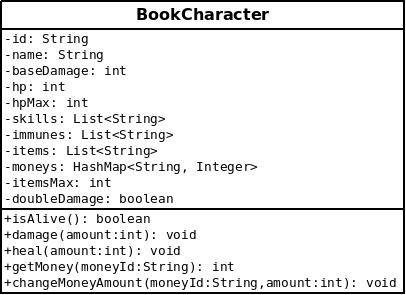 BookCharacter
-id: String
-name: String
-baseDamage: int
-hp: int
-hpMax: int
-skills: List<String>
-immunes: List<String>
-items: List<String>
-moneys: HashMap<String, Integer>
-itemsMax: int
-doubleDamage: boolean
+isAlive(): boolean
+damage(amount:int): void
+heal(amount:int): void
+getMoney(moneyId:String): int
+changeMoneyAmount(moneyId:String,amount:int): void